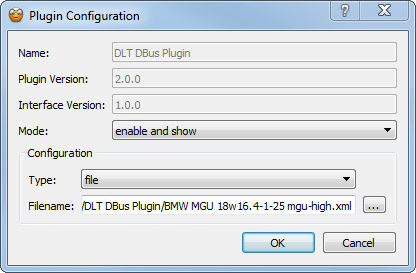 Plugin Configuration
Name: DLT DBus Plugin
Plugin Version: 2.0.0
Interface Version: 1.0.0
Mode: enable and show
Configuration
Type: file
Filename: /DLT DBus Plugin/BMW MGU 18w16.4-1-25 mgu-high.xml ...
OK Cancel